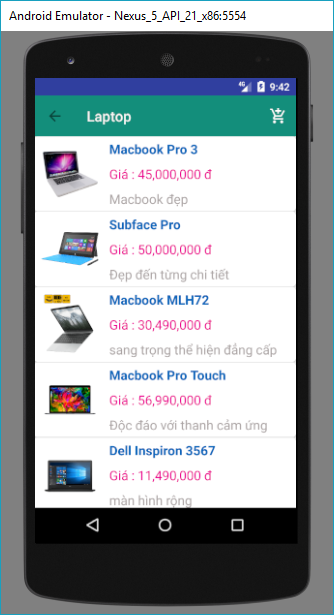 Android Emulator - Nexus_5_API_21_x86:5554
4G 9:42
Laptop
Macbook Pro 3
Giá : 45,000,000 đ
Macbook đẹp
Subface Pro
Giá : 50,000,000 đ
Đẹp đến từng chi tiết
Macbook MLH72
Giá : 30,490,000 đ
sang trọng thể hiện đẳng cấp
Macbook Pro Touch
Giá : 56,990,000 đ
Độc đáo với thanh cảm ứng
Dell Inspiron 3567
Giá : 11,490,000 đ
màn hình rộng